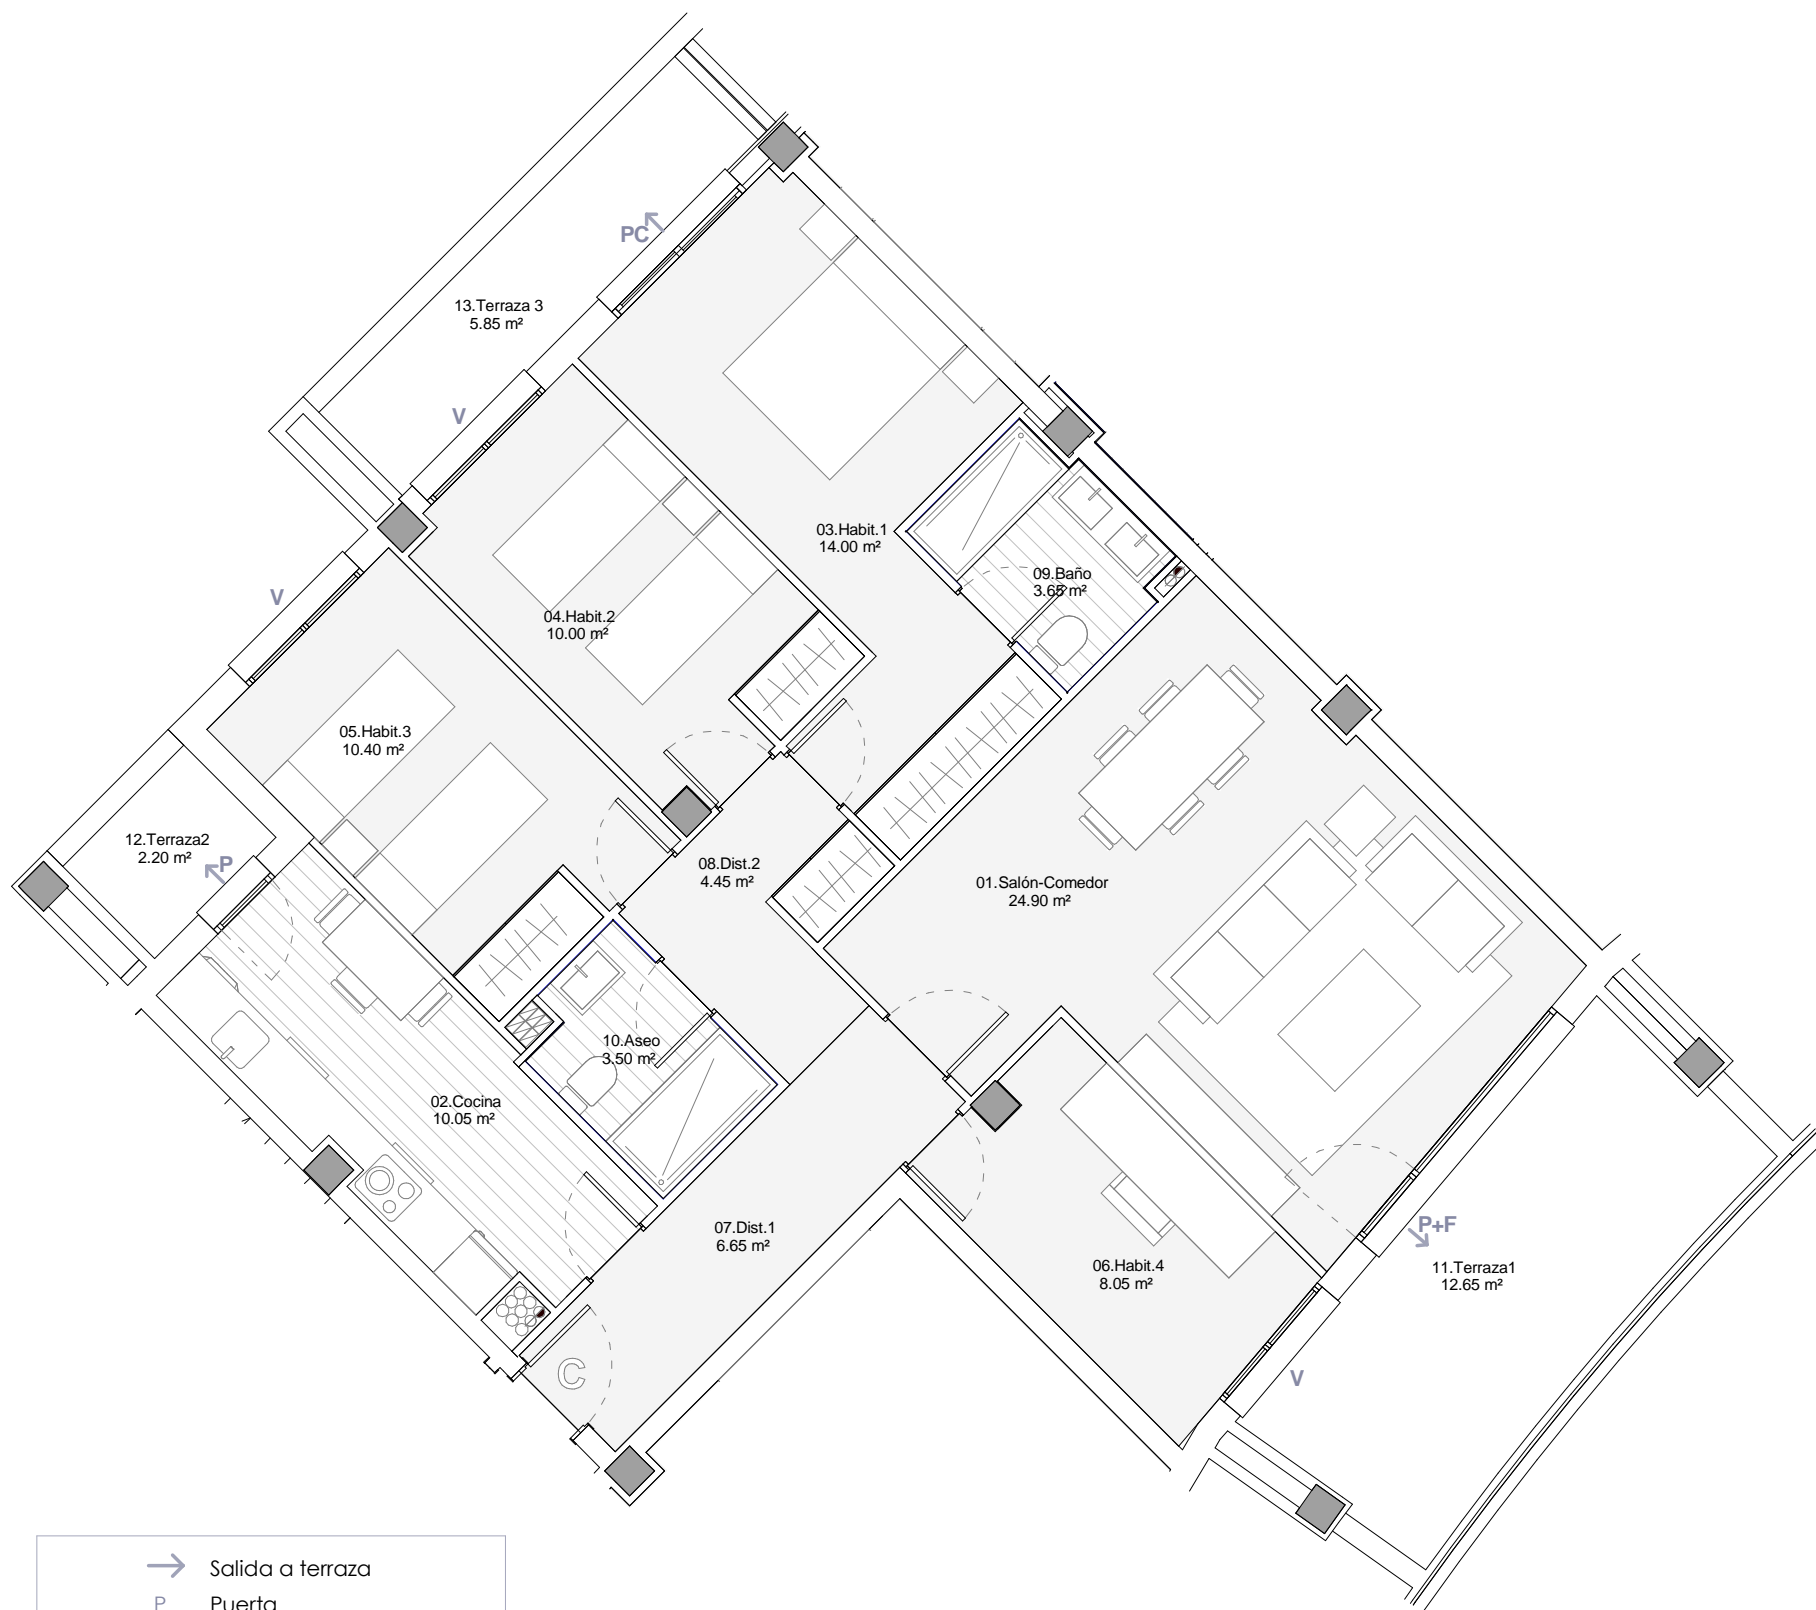 PC
13.Terraza 3
5.85 m²
V
03.Habit.1
14.00 m²
09.Baño
3.65 m²
V
04.Habit.2
10.00 m²
05.Habit.3
10.40 m²
12.Terraza2
2.20 m²
P
08.Dist.2
4.45 m²
01.Salón-Comedor
24.90 m²
10.Aseo
3.50 m²
02.Cocina
10.05 m²
07.Dist.1
6.65 m²
P+F
06.Habit.4
8.05 m²
11.Terraza1
12.65 m²
C
V
Salida a terraza
P Puerta